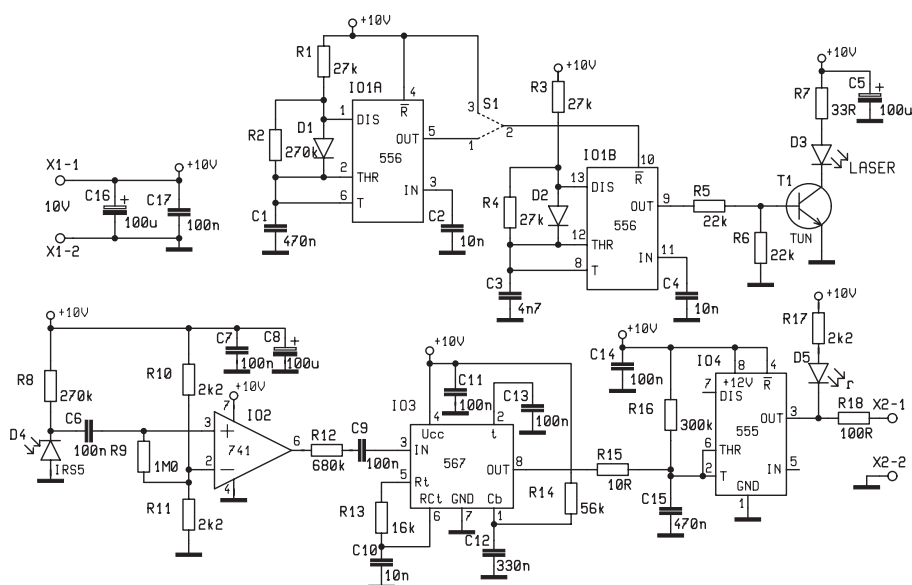 +10V
R1
27k
IO1A
4
R
1
DIS
R2
270k
D1
OUT
5
556
2
THR
6
T
IN
3
C1
470n
C2
10n
S1
3
2
1
+10V
R3
27k
IO1B
10
R
13
DIS
R4
27k
D2
OUT
9
556
12
THR
8
T
IN
11
C3
4n7
C4
10n
R5
22k
R6
22k
T1
TUN
+10V
R7
33R
C5
+
100u
D3
LASER
X1-1
10V
X1-2
C16
+
100u
C17
100n
+10V
+10V
R8
270k
D4
IRS5
C6
100n
R9
1M0
R10
2k2
R11
2k2
C7
100n
C8
+
100u
+10V
7
IO2
3
+
741
6
2
−
4
R12
680k
C9
100n
IO3
+10V
C11
100n
C13
100n
4
2
Ucc
t
3
IN
567
OUT
8
5
Rt
RCt
GND
Cb
6
7
1
R13
16k
C10
10n
C12
330n
R14
56k
R15
10R
+10V
C14
100n
R16
300k
C15
470n
IO4
8
4
+12V
R
7
DIS
OUT
3
555
6
THR
2
T
IN
5
GND
1
+10V
R17
2k2
D5
r
R18
100R
X2-1
X2-2